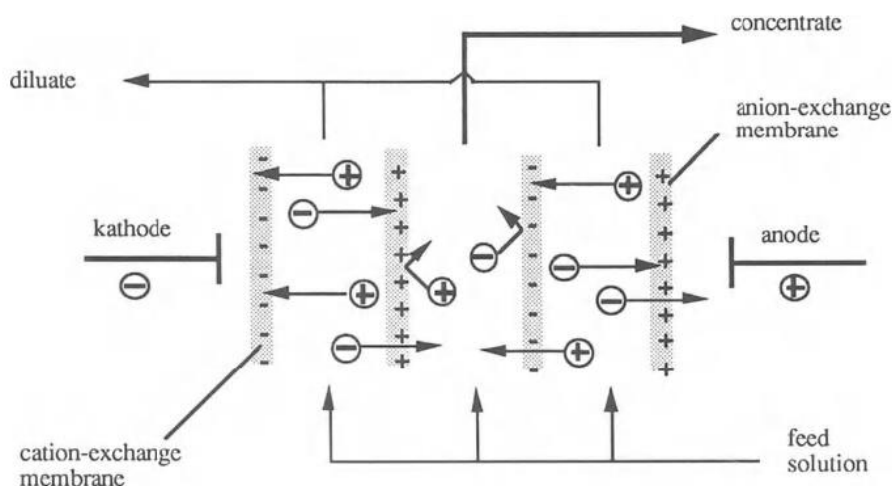 concentrate
diluate
anion-exchange
membrane
kathode
anode
cation-exchange
membrane
feed
solution